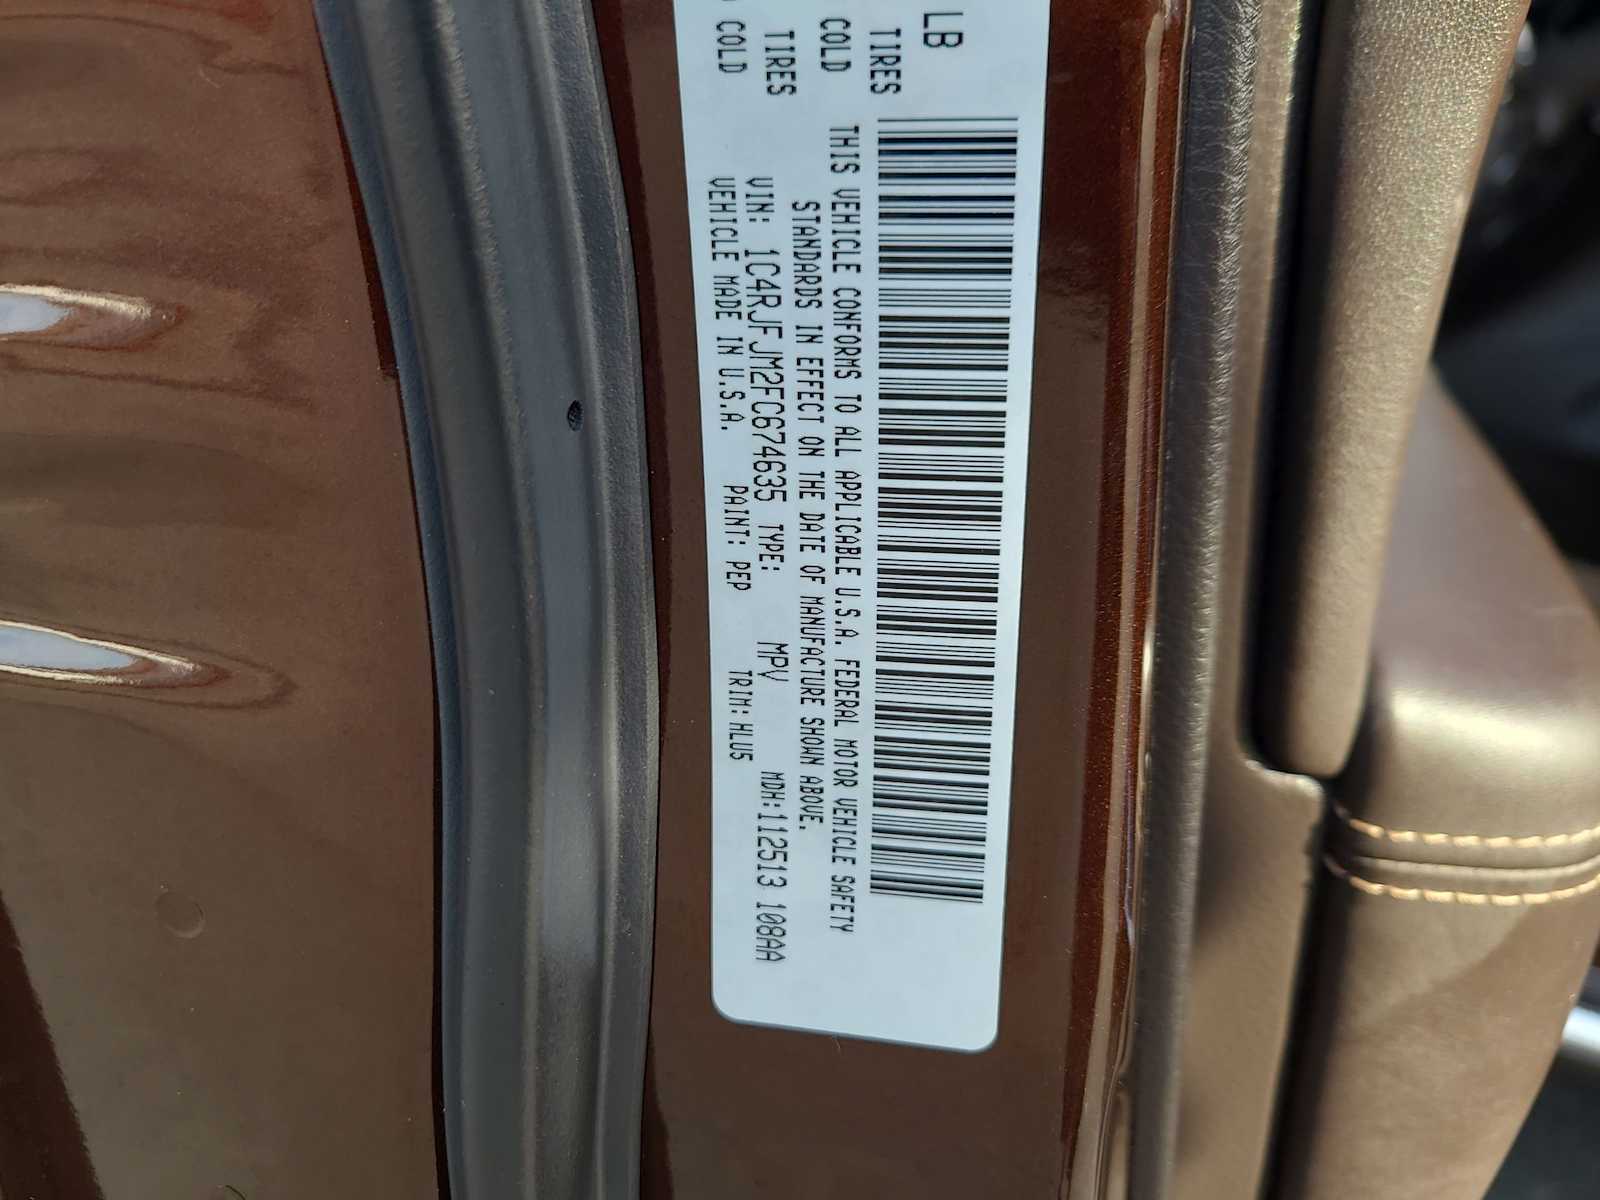 LB
TIRES
COLD
TIRES
COLD
THIS VEHICLE CONFORMS TO ALL APPLICABLE U.S.A. FEDERAL MOTOR VEHICLE SAFETY
STANDARDS IN EFFECT ON THE DATE OF MANUFACTURE SHOWN ABOVE.
VIN: 1C4RJFJM2FC674635 TYPE: MPV MDH:112513 108AA
VEHICLE MADE IN U.S.A. PAINT: PEP TRIM:HLU5